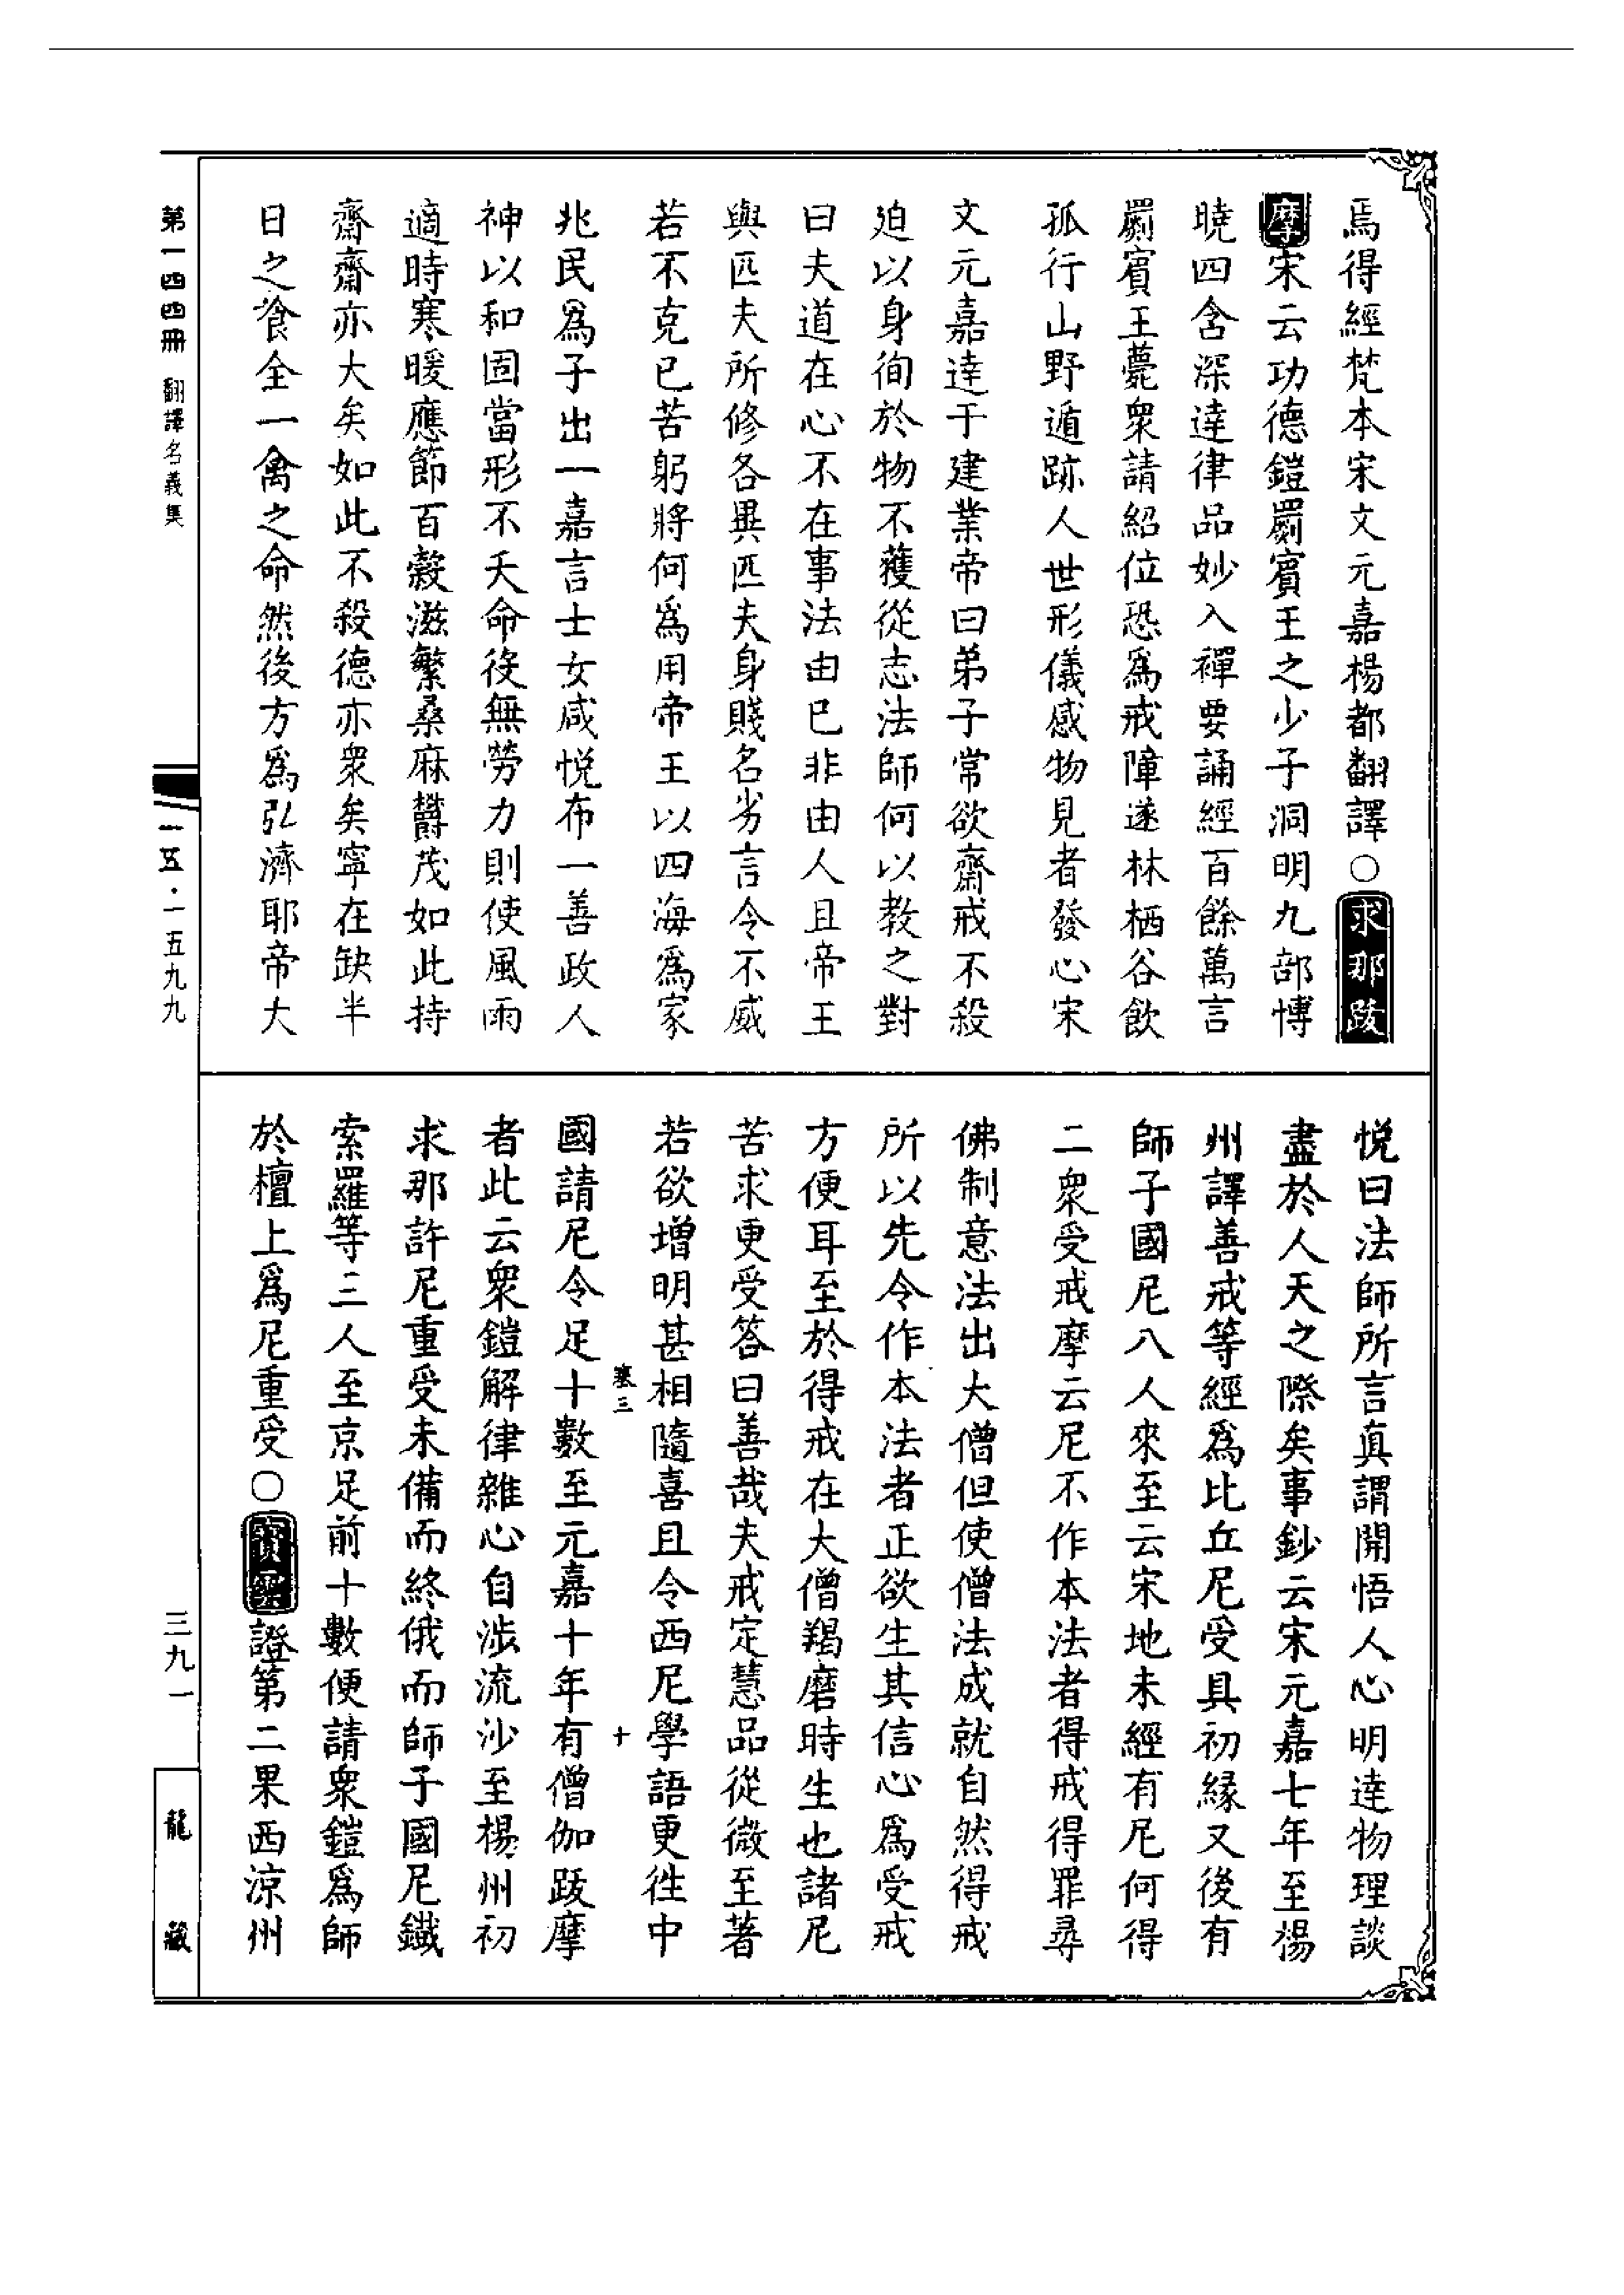 焉得經梵本宋文元嘉楊都翻譯○求那跋
摩宋云功德鎧罽賓王之少子洞明九部博
曉四含深達律品妙入禪要誦經百餘萬言
罽賓王薨衆請紹位恐爲戒障遂林栖谷飲
孤行山野遁跡人世形儀感物見者發心宋
文元嘉達于建業帝曰弟子常欲齋戒不殺
迫以身徇於物不獲從志法師何以教之對
曰夫道在心不在事法由已非由人且帝王
與匹夫所修各異匹夫身賤名劣言令不威
若不克已苦躬將何爲用帝王以四海爲家
兆民爲子出一嘉言士女咸悅布一善政人
神以和固當形不夭命役無勞力則使風雨
適時寒暖應節百穀滋繁桑麻欝茂如此持
齋齋亦大矣如此不殺德亦衆矣寧在缺半
日之飡全一禽之命然後方爲弘濟耶帝大
悅曰法師所言真謂開悟人心明達物理談
盡於人天之際矣事鈔云宋元嘉七年至楊
州譯善戒等經爲比丘尼受具初縁又後有
師子國尼八人來至云宋地未經有尼何得
二衆受戒摩云尼不作本法者得戒得罪尋
佛制意法出大僧但使僧法成就自然得戒
所以先令作本法者正欲生其信心爲受戒
方便耳至於得戒在大僧羯磨時生也諸尼
苦求更受答曰善哉夫戒定慧品從微至著
若欲增明甚相隨喜且令西尼學語更往中
塞三 十
國請尼令足十數至元嘉十年有僧伽跋摩
者此云衆鎧解律雜心自涉流沙至楊州初
求那許尼重受未備而終俄而師子國尼鐵
索羅等三人至京足前十數便請衆鎧爲師
於檀上爲尼重受○寶雲證第二果西涼州
第一四四冊 翻譯名義集
一五·一五九九
三九一
龍藏